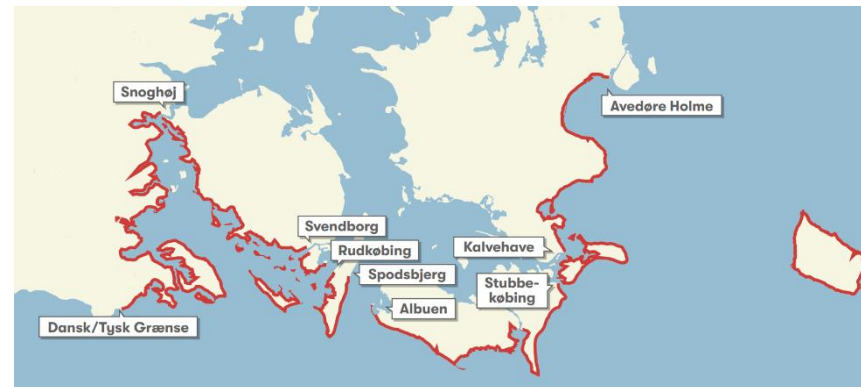 Snoghøj
Avedøre Holme
Svendborg
Rudkøbing
Kalvehave
Spodsbjerg
Stubbe-
købing
Albuen
Dansk/Tysk Grænse